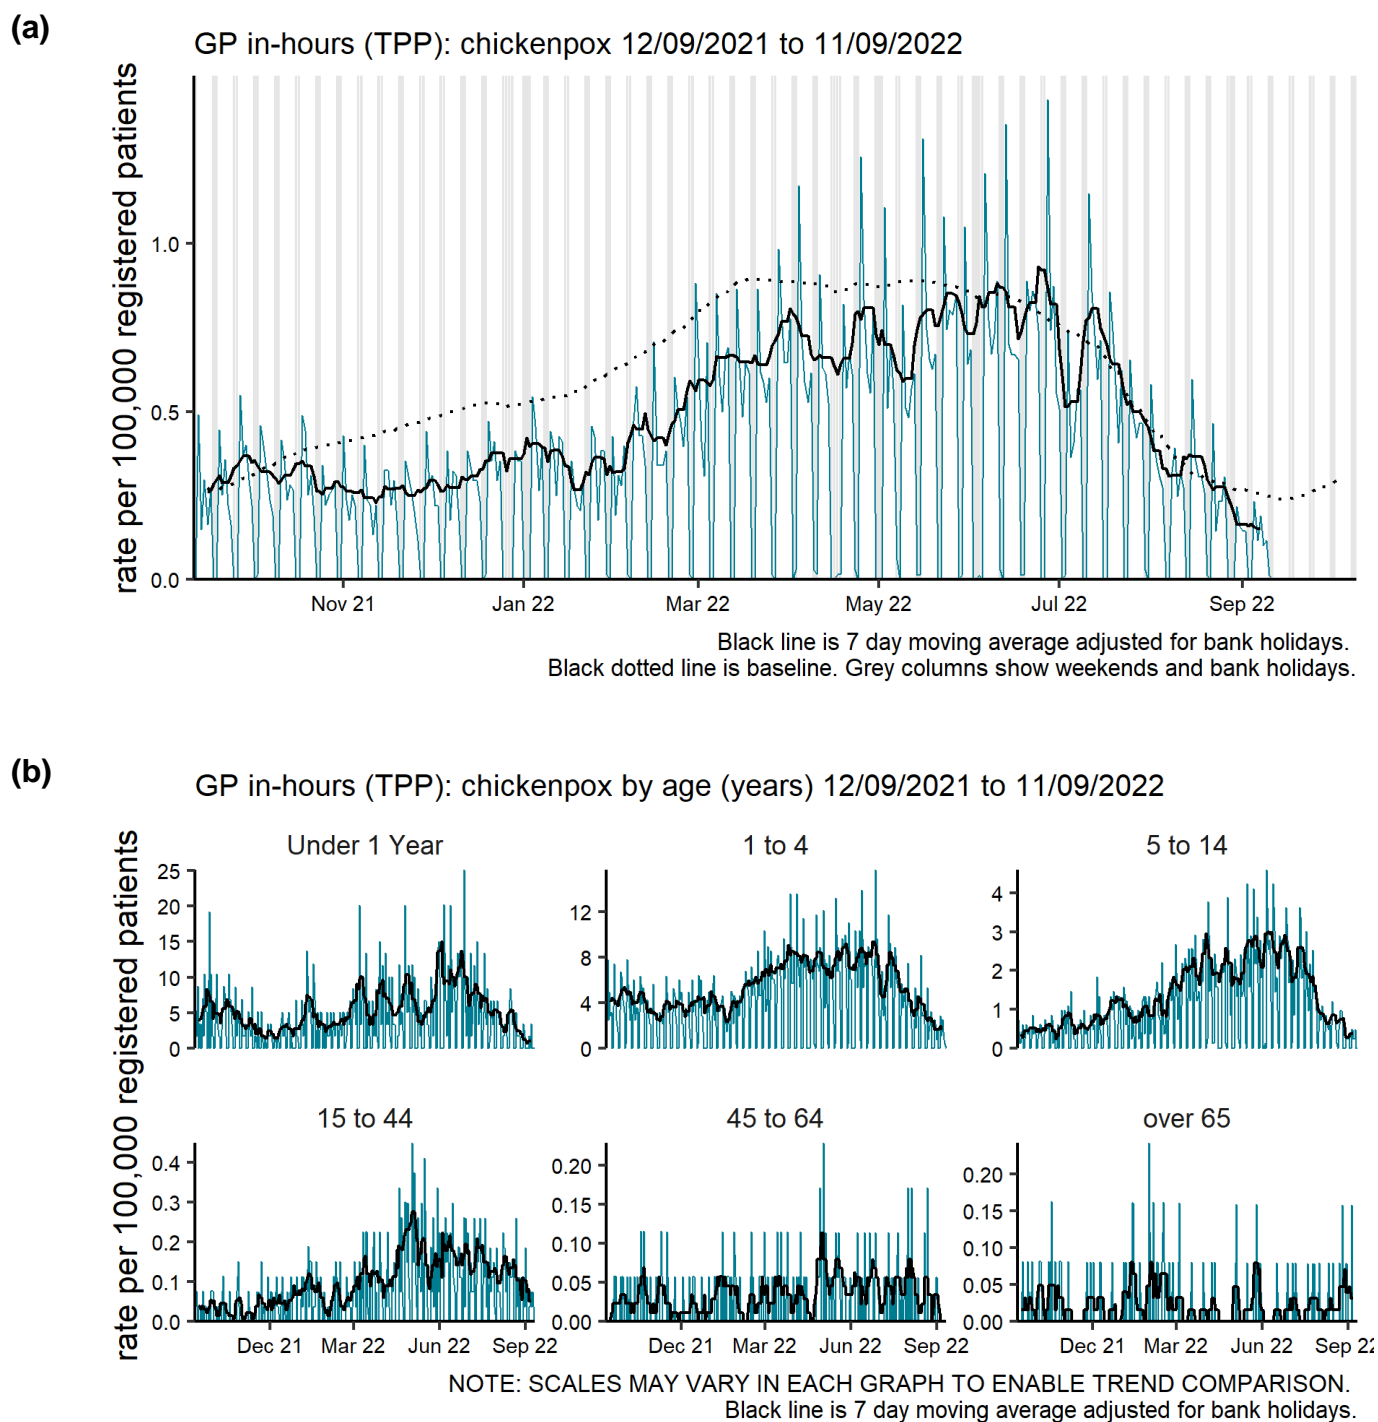 (a)
GP in-hours (TPP): chickenpox 12/09/2021 to 11/09/2022
rate per 100,000 registered patients
1.0
0.5
0.0
Nov 21 Jan 22 Mar 22 May 22 Jul 22 Sep 22
Black line is 7 day moving average adjusted for bank holidays.
Black dotted line is baseline. Grey columns show weekends and bank holidays.
(b)
GP in-hours (TPP): chickenpox by age (years) 12/09/2021 to 11/09/2022
rate per 100,000 registered patients
Under 1 Year
25
20
15
10
5
0
1 to 4
12
8
4
0
5 to 14
4
3
2
1
0
15 to 44
0.4
0.3
0.2
0.1
0.0
Dec 21 Mar 22 Jun 22 Sep 22
45 to 64
0.20
0.15
0.10
0.05
0.00
Dec 21 Mar 22 Jun 22 Sep 22
over 65
0.20
0.15
0.10
0.05
0.00
Dec 21 Mar 22 Jun 22 Sep 22
NOTE: SCALES MAY VARY IN EACH GRAPH TO ENABLE TREND COMPARISON.
Black line is 7 day moving average adjusted for bank holidays.